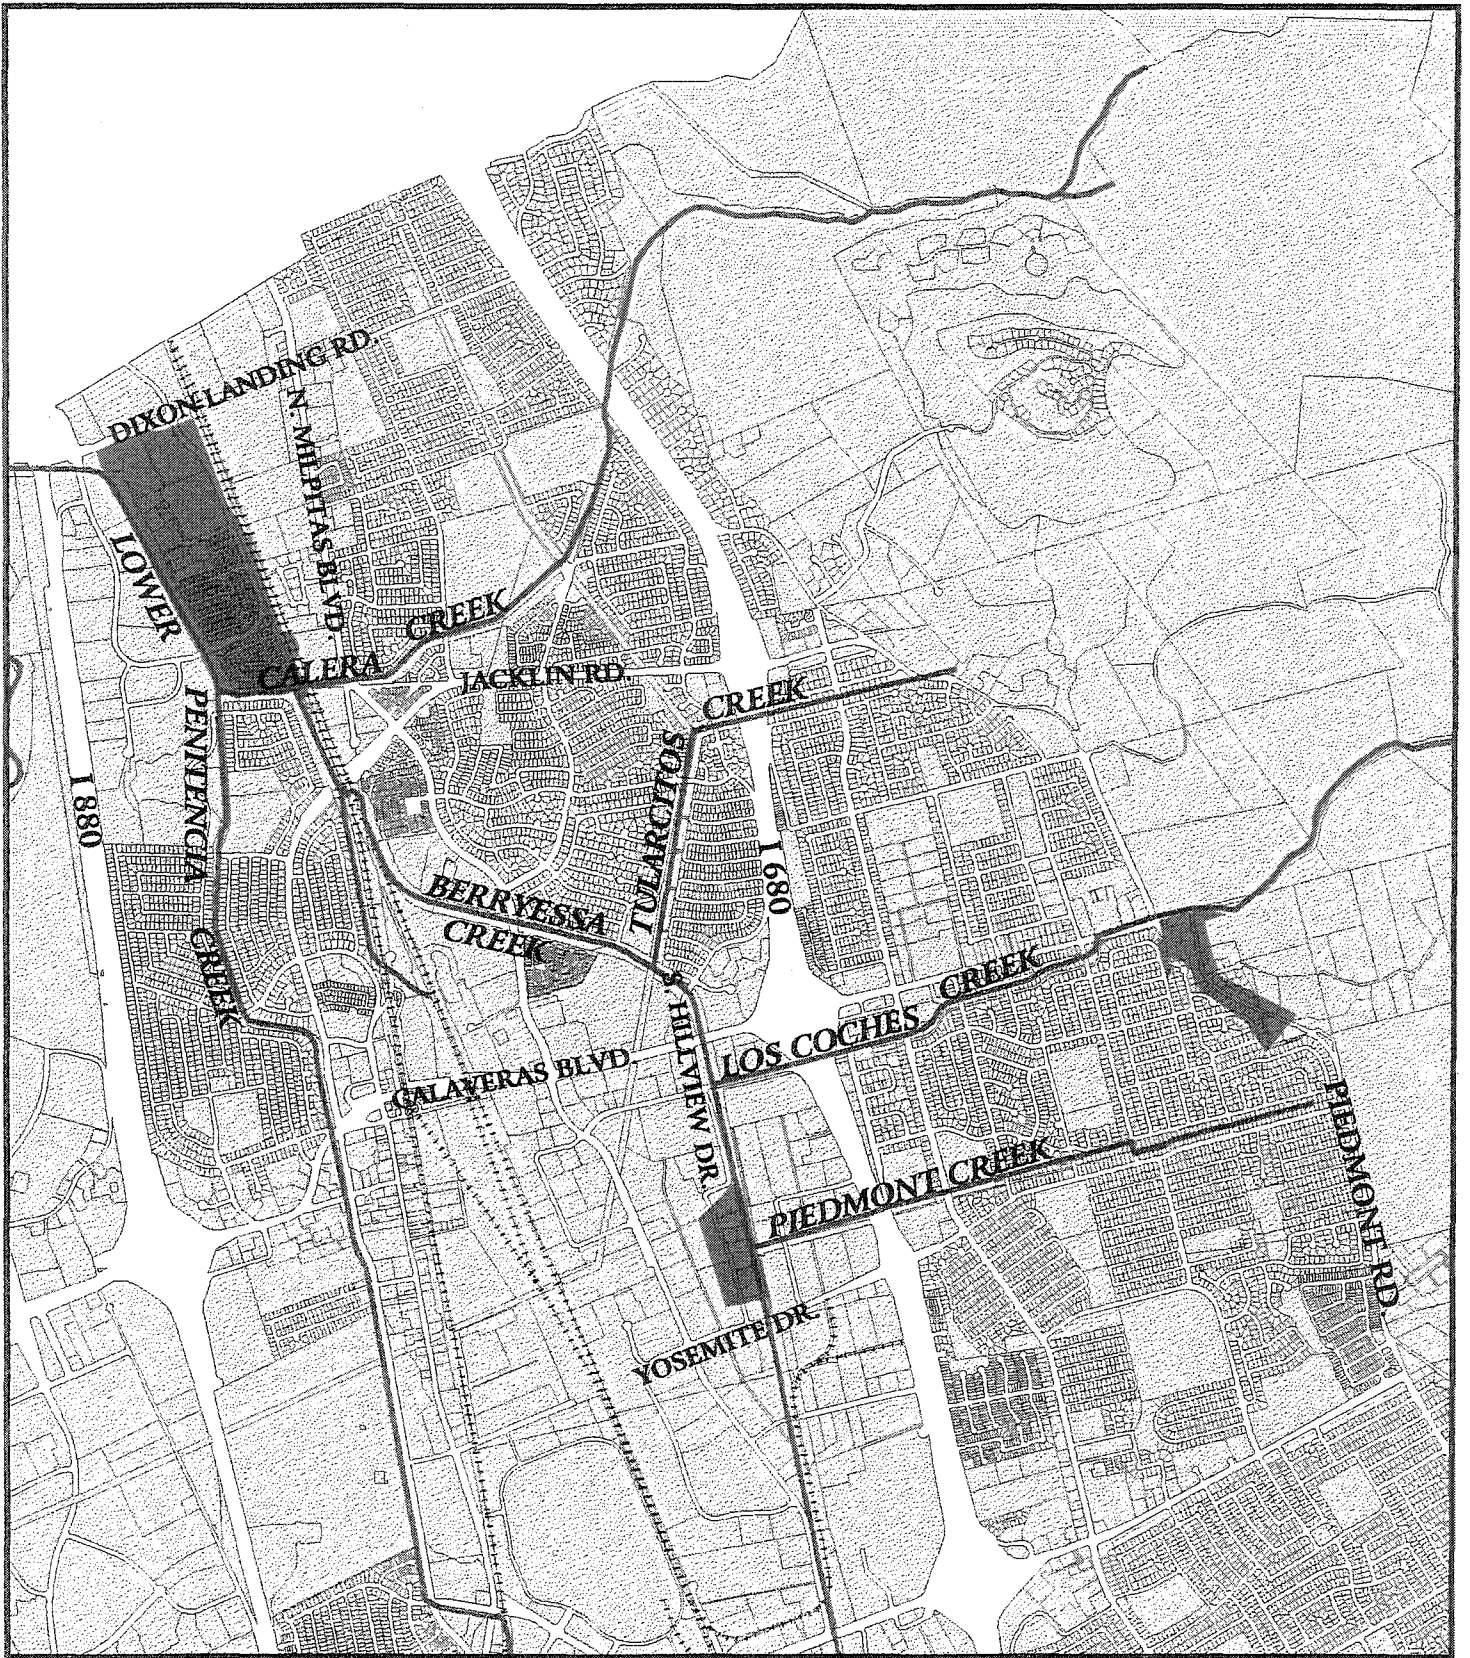 DIXON LANDING RD.
N. MILPITAS BLVD.
LOWER
PENITENCIA
CREEK
CALERA
CREEK
JACKLIN RD.
I 880
TULARCITOS
CREEK
I 680
BERRYESSA
CREEK
S. HILLVIEW DR.
LOS COCHES
CREEK
CALAVERAS BLVD.
PIEDMONT CREEK
PIEDMONT RD
YOSEMITE DR.